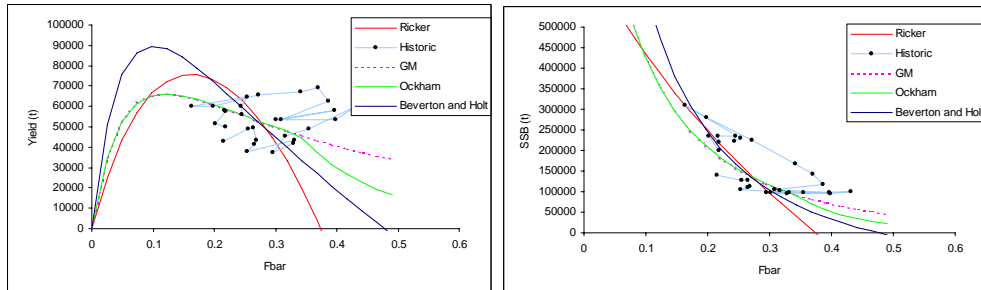 100000
90000
80000
70000
60000
50000
40000
30000
20000
10000
0
Yield (t)
0
0.1
0.2
0.3
0.4
0.5
0.6
Fbar
Ricker
Historic
GM
Ockham
Beverton and Holt
500000
450000
400000
350000
300000
250000
200000
150000
100000
50000
0
SSB (t)
0
0.1
0.2
0.3
0.4
0.5
0.6
Fbar
Ricker
Historic
GM
Ockham
Beverton and Hol